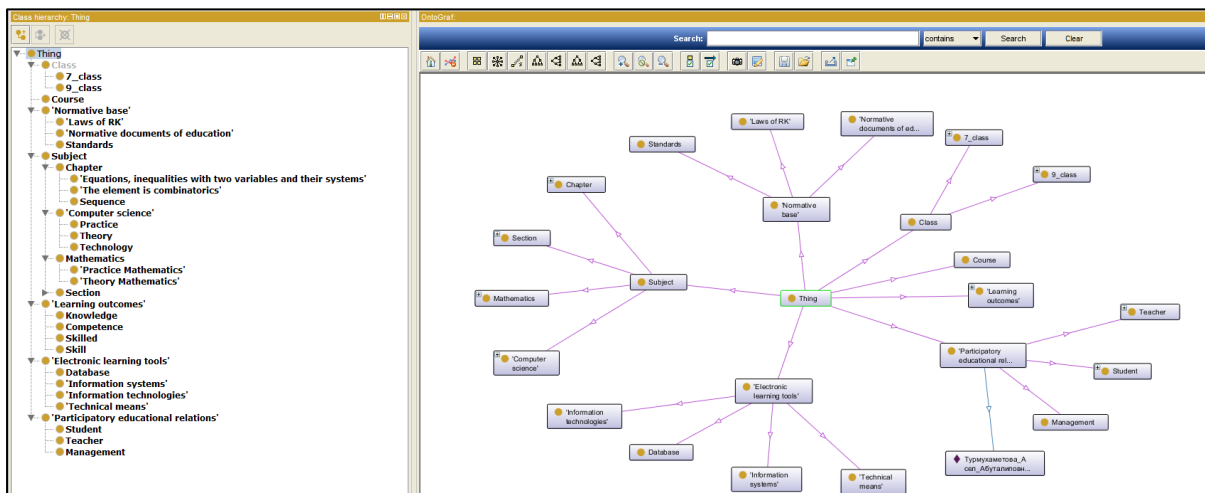 Class hierarchy: Thing
Thing
Class
7_class
9_class
Course
'Normative base'
'Laws of RK'
'Normative documents of education'
Standards
Subject
Chapter
'Equations, inequalities with two variables and their systems'
'The element is combinatorics'
Sequence
'Computer science'
Practice
Theory
Technology
Mathematics
'Practice Mathematics'
'Theory Mathematics'
Section
'Learning outcomes'
Knowledge
Competence
Skilled
Skill
'Electronic learning tools'
Database
'Information systems'
'Information technologies'
'Technical means'
'Participatory educational relations'
Student
Teacher
Management
OntoGraf:
Search:
contains
Search
Clear
'Laws of RK'
'Normative
documents of ed...
7_class
Standards
9_class
Chapter
'Normative
base'
Class
Section
Course
Subject
Mathematics
Thing
'Learning
outcomes'
Teacher
'Computer
science'
'Participatory
educational rel...
Student
'Electronic
learning tools'
'Information
technologies'
Management
Database
Турмухаметова_А
сел_Абуталиповн...
'Information
systems'
'Technical
means'